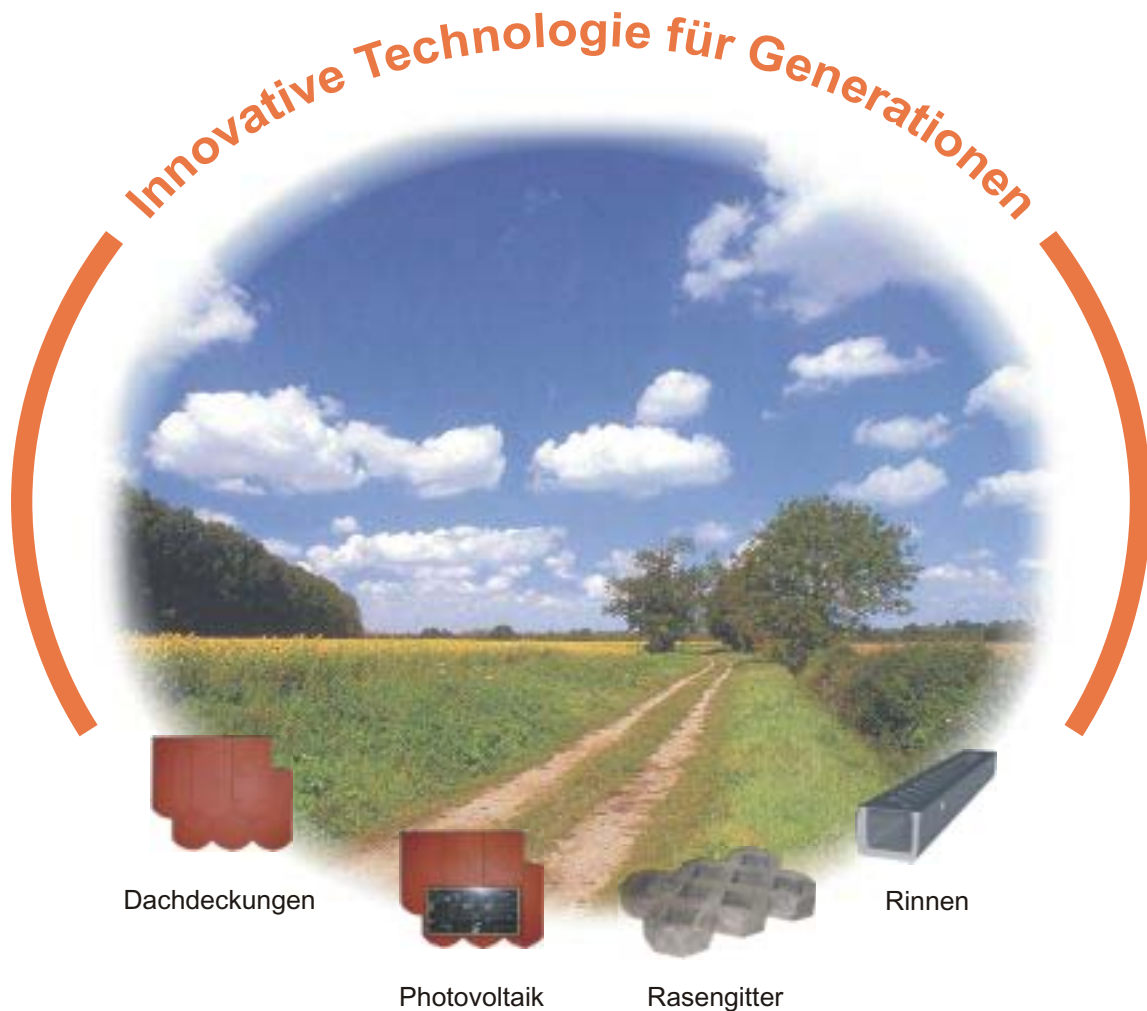 Innovative Technologie für Generationen
Dachdeckungen
Rinnen
Photovoltaik
Rasengitter